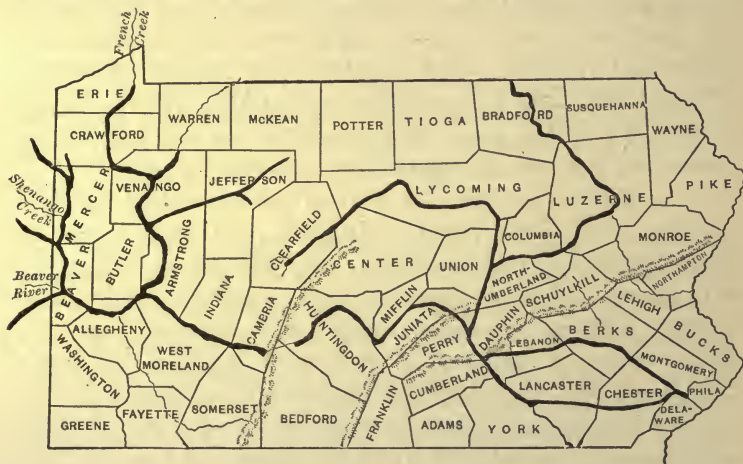 French
Creek
ERIE
CRAWFORD
WARREN
McKEAN
POTTER
TIOGA
BRADFORD
SUSQUEHANNA
WAYNE
PIKE
Shenango
Creek
MERCER
VENANGO
JEFFERSON
CLEARFIELD
LYCOMING
LUZERNE
COLUMBIA
MONROE
Beaver
River
BEAVER
BUTLER
ARMSTRONG
INDIANA
CAMBRIA
CENTER
UNION
MIFFLIN
NORTH-
UMBERLAND
SCHUYLKILL
NORTHAMPTON
LEHIGH
BUCKS
ALLEGHENY
WASHINGTON
WEST
MORELAND
HUNTINGDON
JUNIATA
PERRY
DAUPHIN
LEBANON
BERKS
MONTGOMERY
PHILA
DELA-
WARE
GREENE
FAYETTE
SOMERSET
BEDFORD
FRANKLIN
CUMBERLAND
ADAMS
YORK
LANCASTER
CHESTER